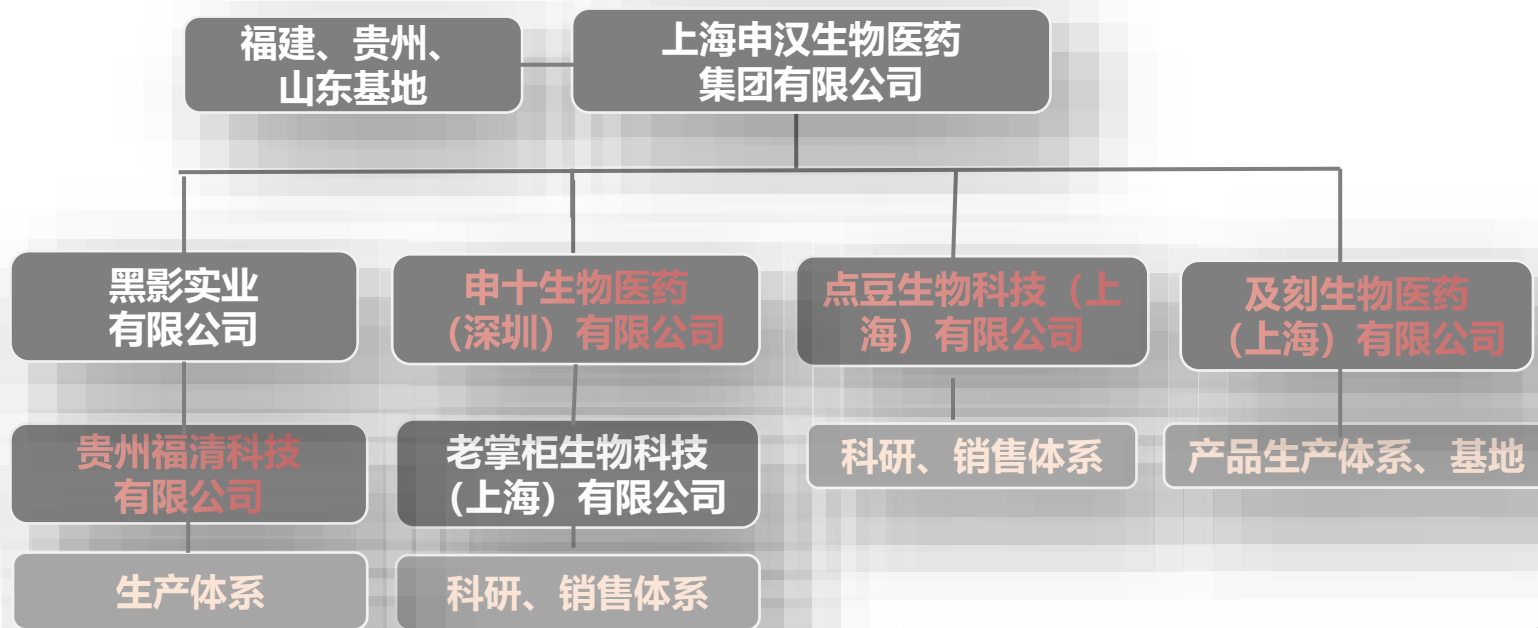 福建、贵州、
山东基地
上海申汉生物医药
集团有限公司
黑影实业
有限公司
申十生物医药
（深圳）有限公司
点豆生物科技（上
海）有限公司
及刻生物医药
（上海）有限公司
贵州福清科技
有限公司
老掌柜生物科技
（上海）有限公司
科研、销售体系
产品生产体系、基地
生产体系
科研、销售体系